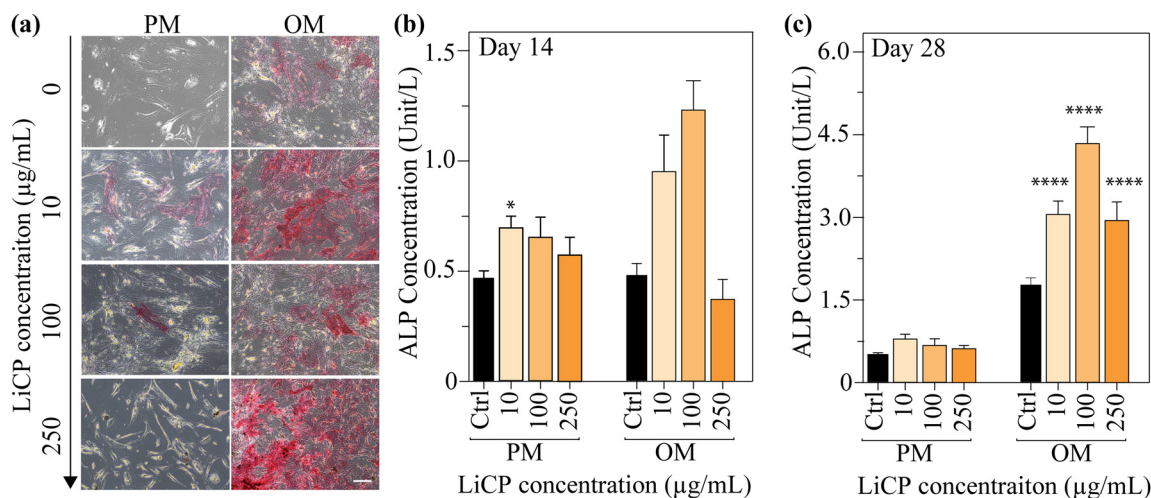 (a)
PM OM
LiCP concentraiton (µg/mL)
0
10
100
250
(b)
Day 14
ALP Concentration (Unit/L)
1.5
1.0
0.5
0
*
Ctrl 10 100 250 Ctrl 10 100 250
PM OM
LiCP concentration (µg/mL)
(c)
Day 28
ALP Concentration (Unit/L)
6.0
4.5
3.0
1.5
0
**** **** ****
Ctrl 10 100 250 Ctrl 10 100 250
PM OM
LiCP concentraiton (µg/mL)